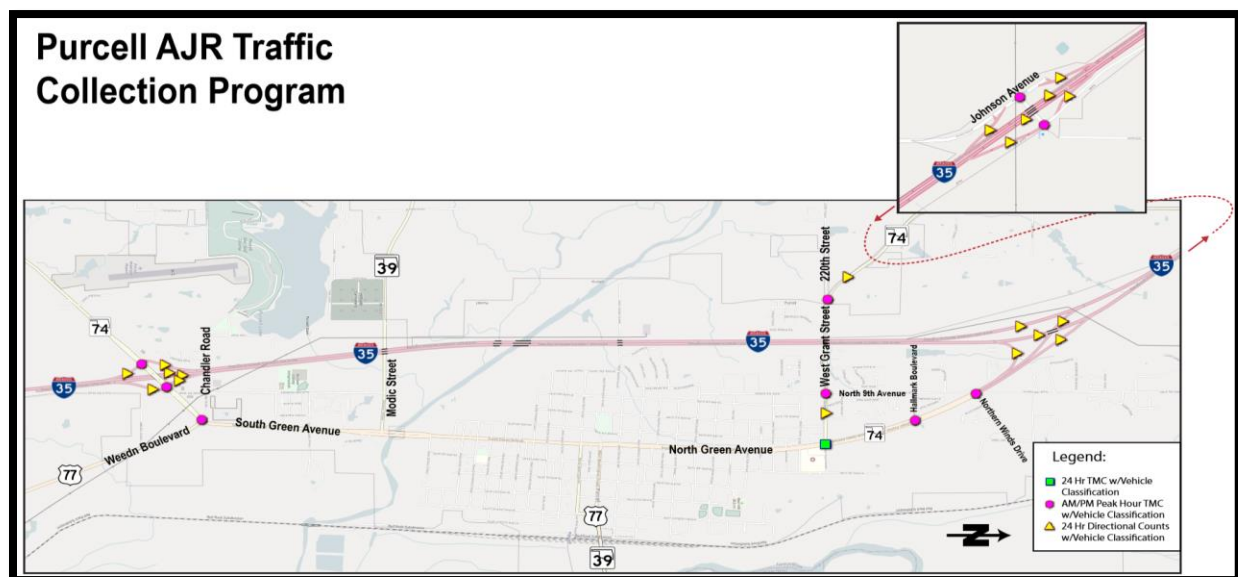 Purcell AJR Traffic
Collection Program
Johnson Avenue
35
74
39
220th Street
35
74
Chandler Road
Modic Street
35
35
West Grant Street
Hallmark Boulevard
35
North 9th Avenue
Northern Winds Drive
South Green Avenue
Weedn Boulevard
North Green Avenue
74
77
77
39
Legend:
24 Hr TMC w/Vehicle
Classification
AM/PM Peak Hour TMC
w/Vehicle Classification
24 Hr Directional Counts
w/Vehicle Classification
N